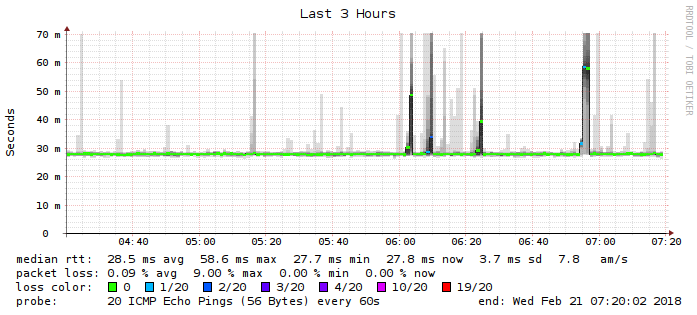 Last 3 Hours
RRDTOOL / TOBI OETIKER
Seconds
70 m
60 m
50 m
40 m
30 m
20 m
10 m
0
04:40 05:00 05:20 05:40 06:00 06:20 06:40 07:00 07:20
median rtt: 28.5 ms avg 58.6 ms max 27.7 ms min 27.8 ms now 3.7 ms sd 7.8 am/s
packet loss: 0.09 % avg 9.00 % max 0.00 % min 0.00 % now
loss color: 0 1/20 2/20 3/20 4/20 10/20 19/20
probe: 20 ICMP Echo Pings (56 Bytes) every 60s end: Wed Feb 21 07:20:02 2018